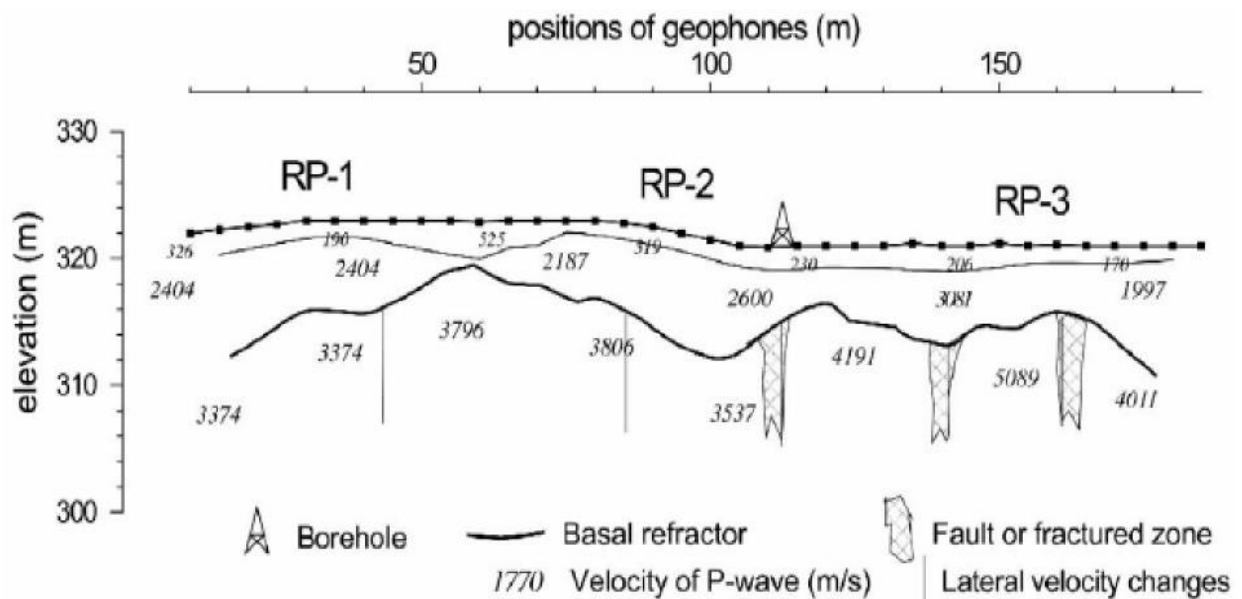 positions of geophones (m)
50 100 150
330
RP-1 RP-2 RP-3
320
310
300
elevation (m)
326 190 525 319 230 206 170
2404 2404 2187 2600 3081 1997
3374 3374 3796 3806 3537 4191 5089 4011
Borehole Basal refractor Fault or fractured zone
1770 Velocity of P-wave (m/s) Lateral velocity changes